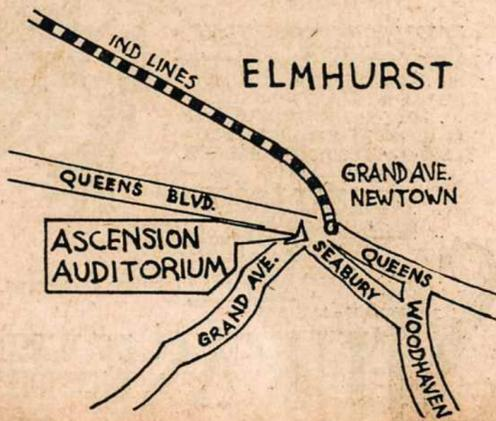 IND LINES
ELMHURST
GRAND AVE.
NEWTOWN
QUEENS BLVD.
ASCENSION
AUDITORIUM
GRAND AVE.
SEABURY
QUEENS
WOODHAVEN